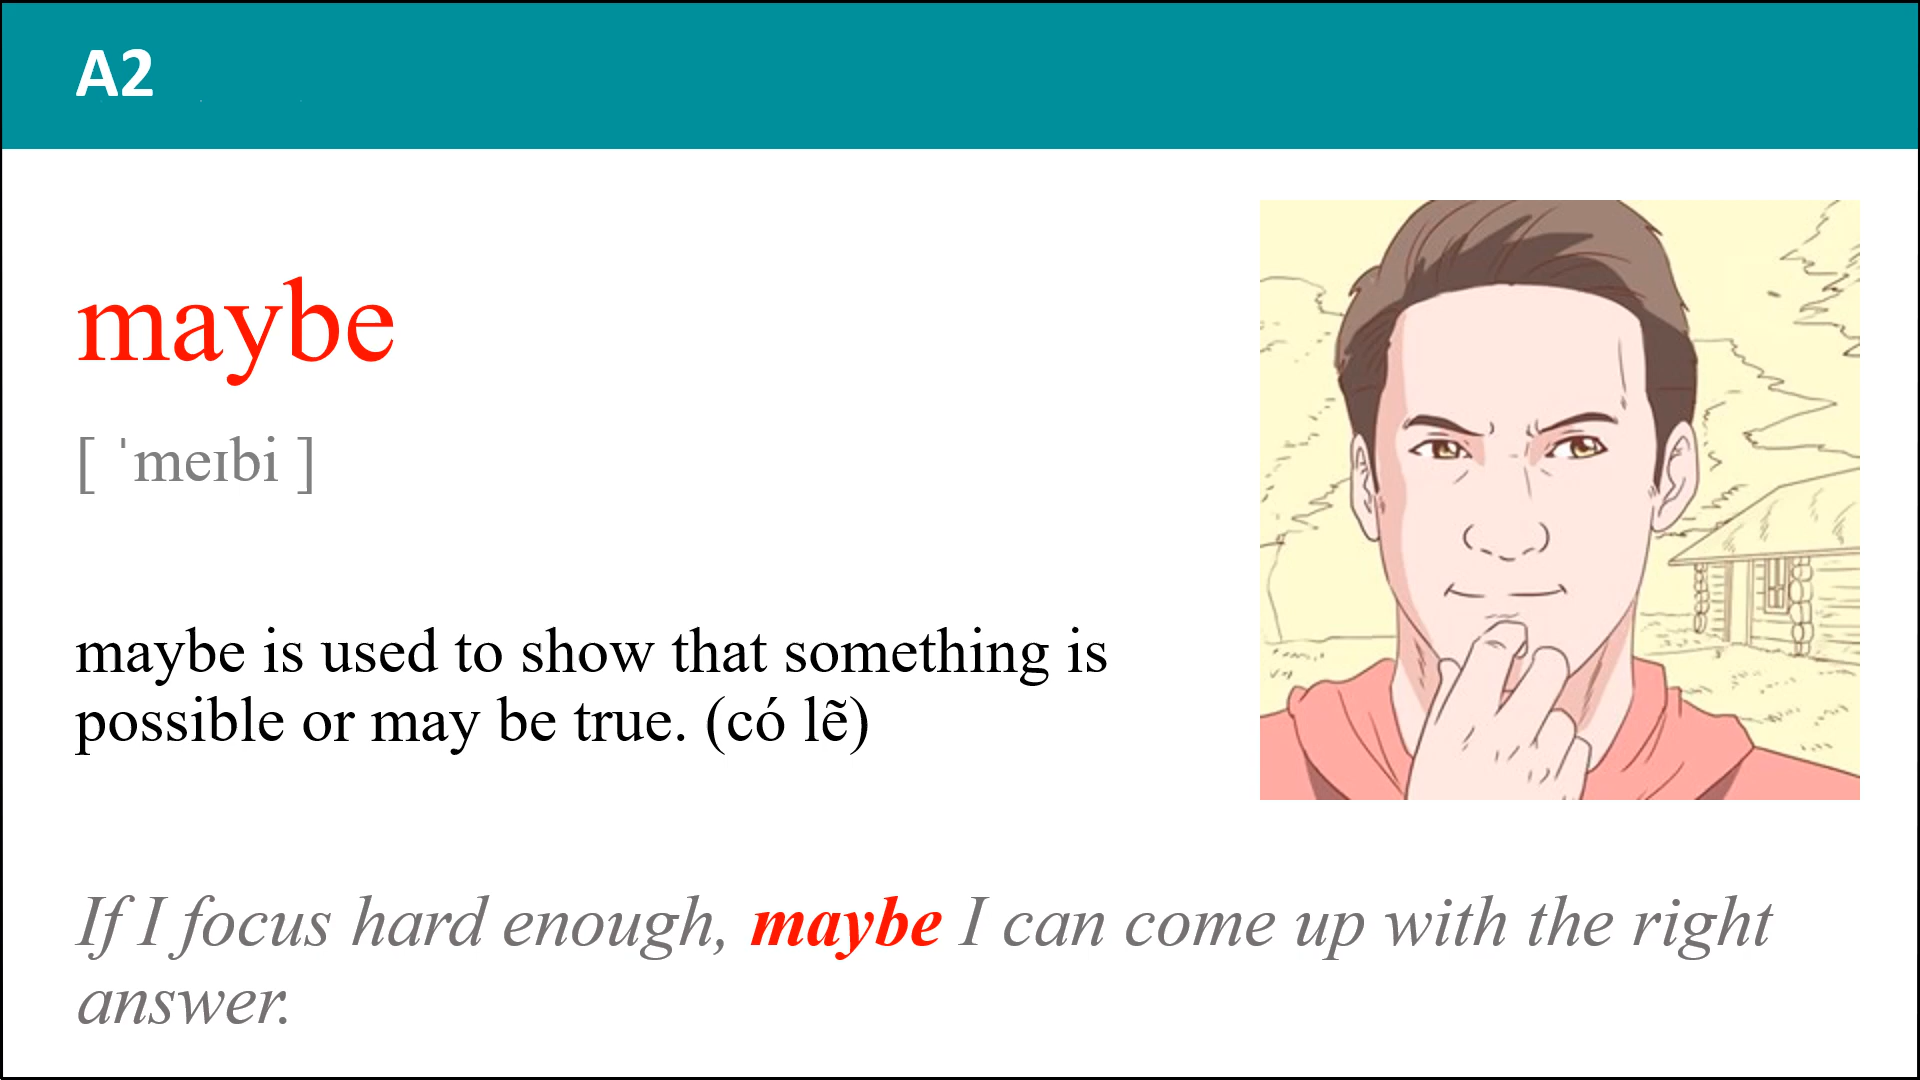 A2
maybe
[ ˈmeɪbi ]
maybe is used to show that something is
possible or may be true. (có lẽ)
If I focus hard enough, maybe I can come up with the right
answer.